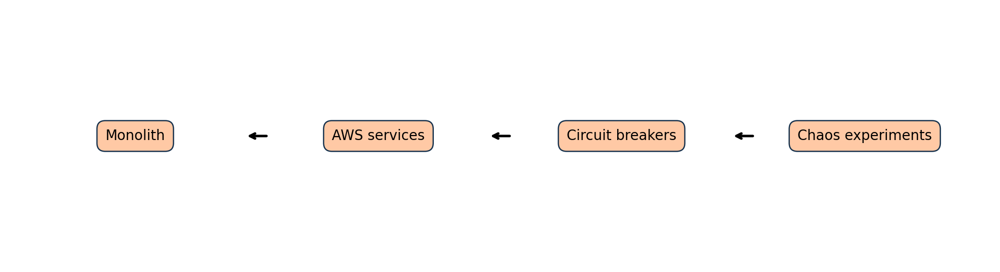 Monolith
AWS services
Circuit breakers
Chaos experiments